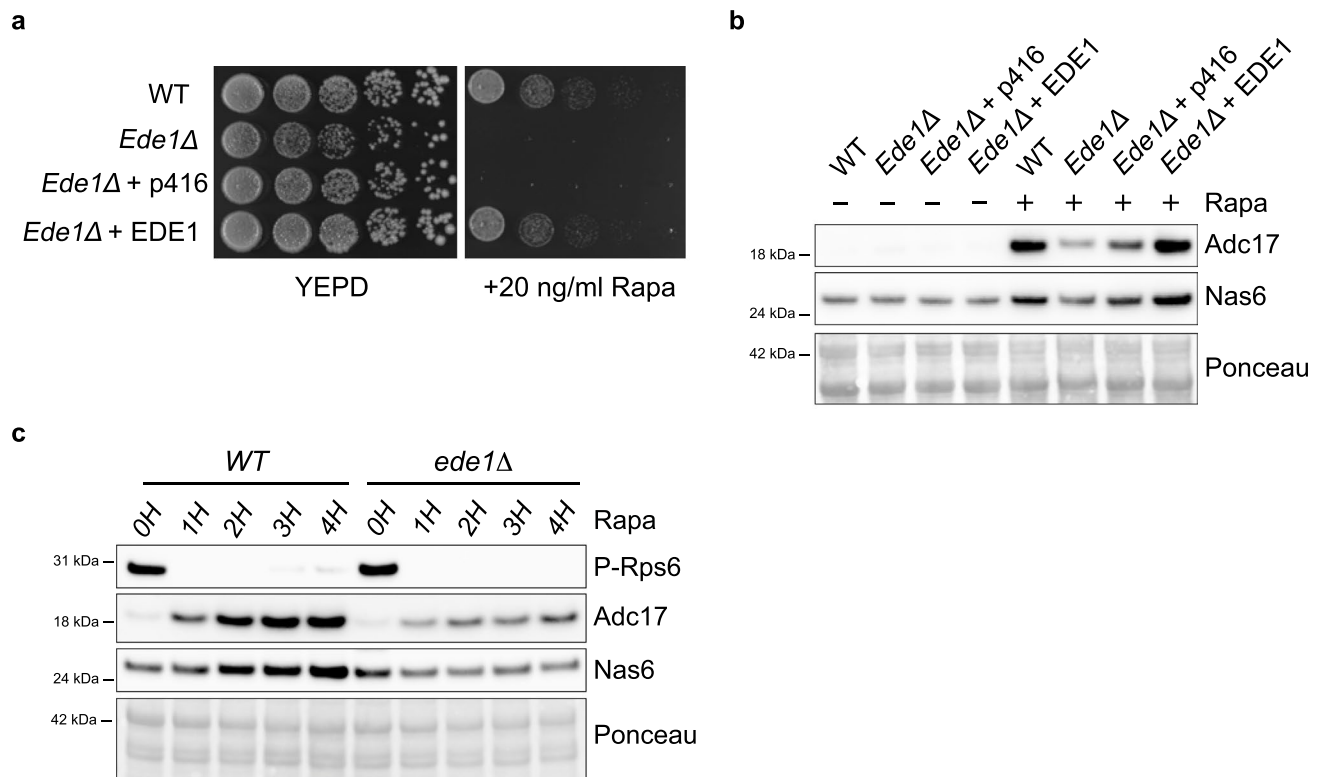 a
WT
Ede1Δ
Ede1Δ + p416
Ede1Δ + EDE1
YEPD
+20 ng/ml Rapa
b
WT
Ede1Δ
Ede1Δ + p416
Ede1Δ + EDE1
WT
Ede1Δ
Ede1Δ + p416
Ede1Δ + EDE1
− − − − + + + + Rapa
18 kDa
Adc17
24 kDa
Nas6
42 kDa
Ponceau
c
WT
ede1Δ
0H 1H 2H 3H 4H 0H 1H 2H 3H 4H Rapa
31 kDa
P-Rps6
18 kDa
Adc17
24 kDa
Nas6
42 kDa
Ponceau